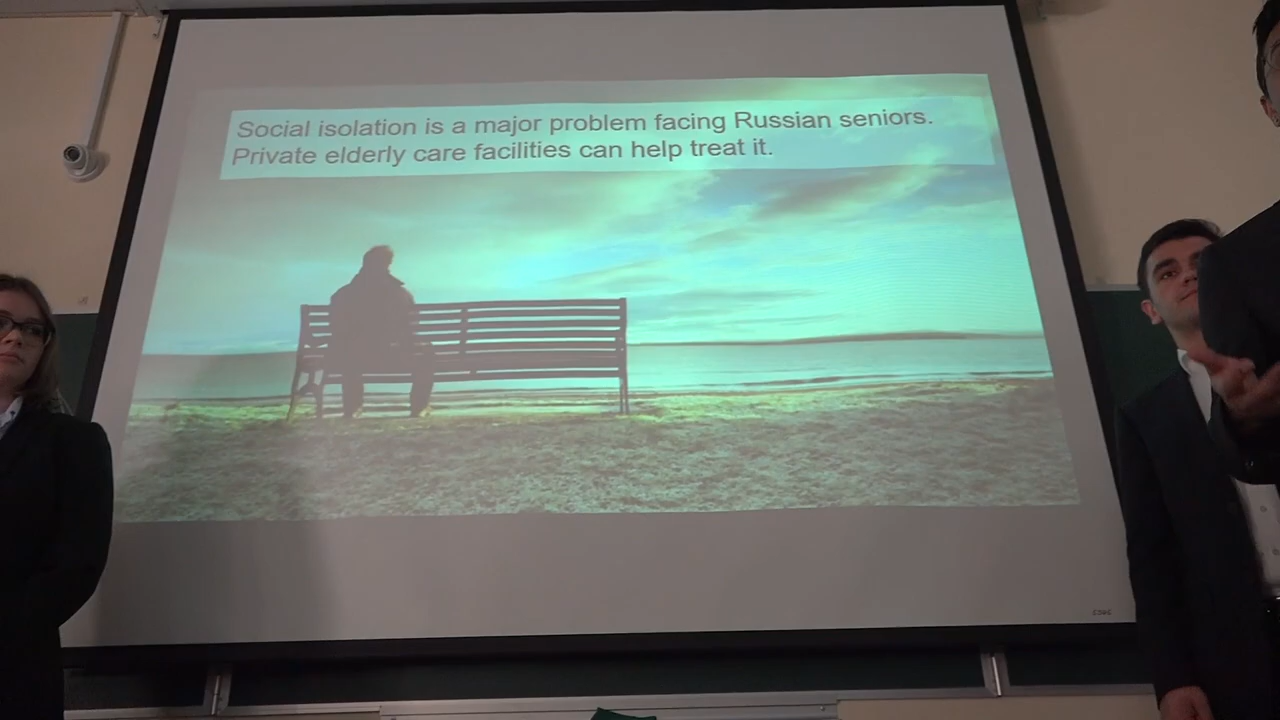 Social isolation is a major problem facing Russian seniors.
Private elderly care facilities can help treat it.